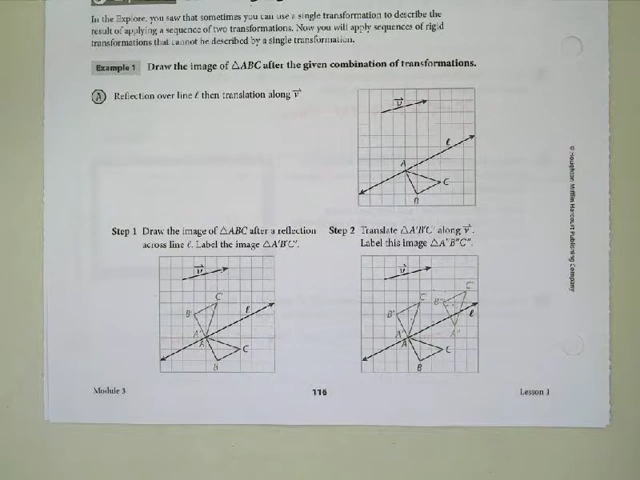 In the Explore, you saw that sometimes you can use a single transformation to describe the
result of applying a sequence of two transformations. Now you will apply sequences of rigid
transformations that cannot be described by a single transformation.
Example 1 Draw the image of △ABC after the given combination of transformations.
A Reflection over line ℓ then translation along v⃗
v⃗
ℓ
A
C
B
© Houghton Mifflin Harcourt Publishing Company
Step 1 Draw the image of △ABC after a reflection
across line ℓ. Label the image △A'B'C'.
Step 2 Translate △A'B'C' along v⃗.
Label this image △A"B"C".
v⃗
C'
B'
ℓ
A'
A
C
B
v⃗
C"
C'
B"
B'
ℓ
A"
A'
A
C
B
Module 3
116
Lesson 1